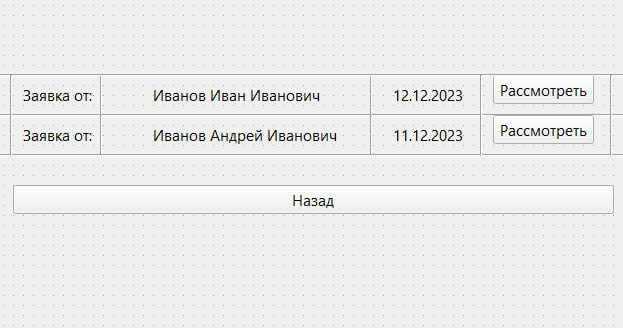 Заявка от: Иванов Иван Иванович 12.12.2023 Рассмотреть
Заявка от: Иванов Андрей Иванович 11.12.2023 Рассмотреть
Назад